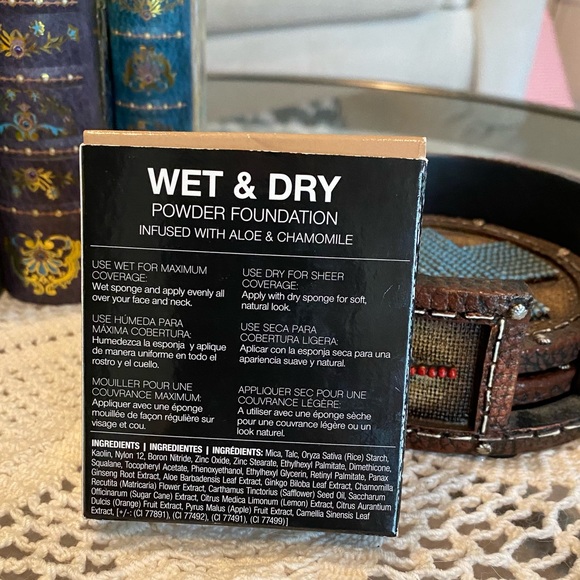 WET & DRY
POWDER FOUNDATION
INFUSED WITH ALOE & CHAMOMILE
USE WET FOR MAXIMUM
COVERAGE:
Wet sponge and apply evenly all
over your face and neck.
USE DRY FOR SHEER
COVERAGE:
Apply with dry sponge for soft,
natural look.
USE HÚMEDA PARA
MÁXIMA COBERTURA:
Humedezca la esponja y aplique
de manera uniforme en todo el
rostro y el cuello.
USE SECA PARA
COBERTURA LIGERA:
Aplicar con la esponja seca para una
apariencia suave y natural.
MOUILLER POUR UNE
COUVRANCE MAXIMUM:
Appliquer avec une éponge
mouillée de façon régulière sur
visage et cou.
APPLIQUER SEC POUR UNE
COUVRANCE LÉGÈRE:
A utiliser avec une éponge sèche
pour une couvrance légère ou un
look naturel.
INGREDIENTS | INGREDIENTES | INGRÉDIENTS: Mica, Talc, Oryza Sativa (Rice) Starch,
Kaolin, Nylon 12, Boron Nitride, Zinc Oxide, Zinc Stearate, Ethylhexyl Palmitate, Dimethicone,
Squalane, Tocopheryl Acetate, Phenoxyethanol, Ethylhexyl Glycerin, Retinyl Palmitate, Panax
Ginseng Root Extract, Aloe Barbadensis Leaf Extract, Ginkgo Biloba Leaf Extract, Chamomilla
Recutita (Matricaria) Flower Extract, Carthamus Tinctorius (Safflower) Seed Oil, Saccharum
Officinarum (Sugar Cane) Extract, Citrus Medica Limonum (Lemon) Extract, Citrus Aurantium
Dulcis (Orange) Fruit Extract, Pyrus Malus (Apple) Fruit Extract, Camellia Sinensis Leaf
Extract, [+/-: (CI 77891), (CI 77492), (CI 77491), (CI 77499)]